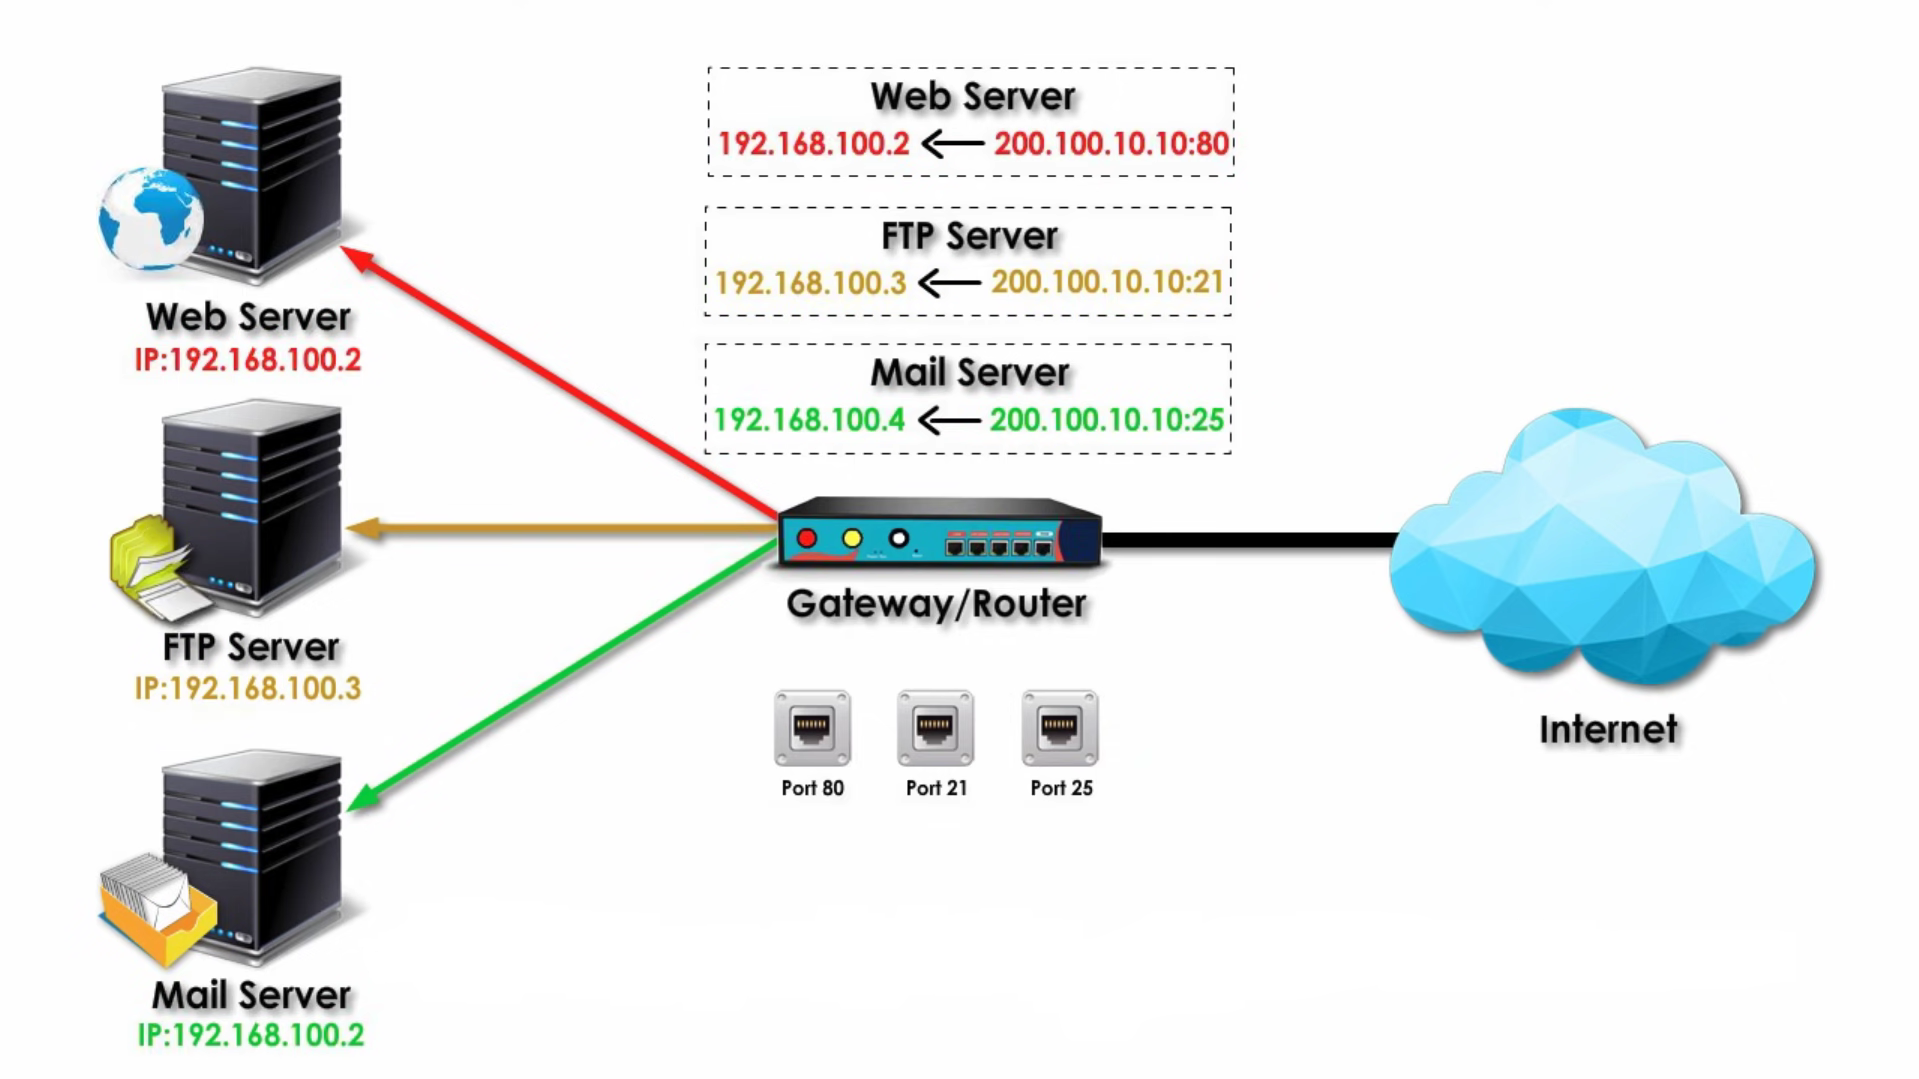 Web Server
192.168.100.2 ← 200.100.10.10:80
FTP Server
192.168.100.3 ← 200.100.10.10:21
Mail Server
192.168.100.4 ← 200.100.10.10:25
Web Server
IP:192.168.100.2
FTP Server
IP:192.168.100.3
Mail Server
IP:192.168.100.2
Gateway/Router
Port 80
Port 21
Port 25
Internet